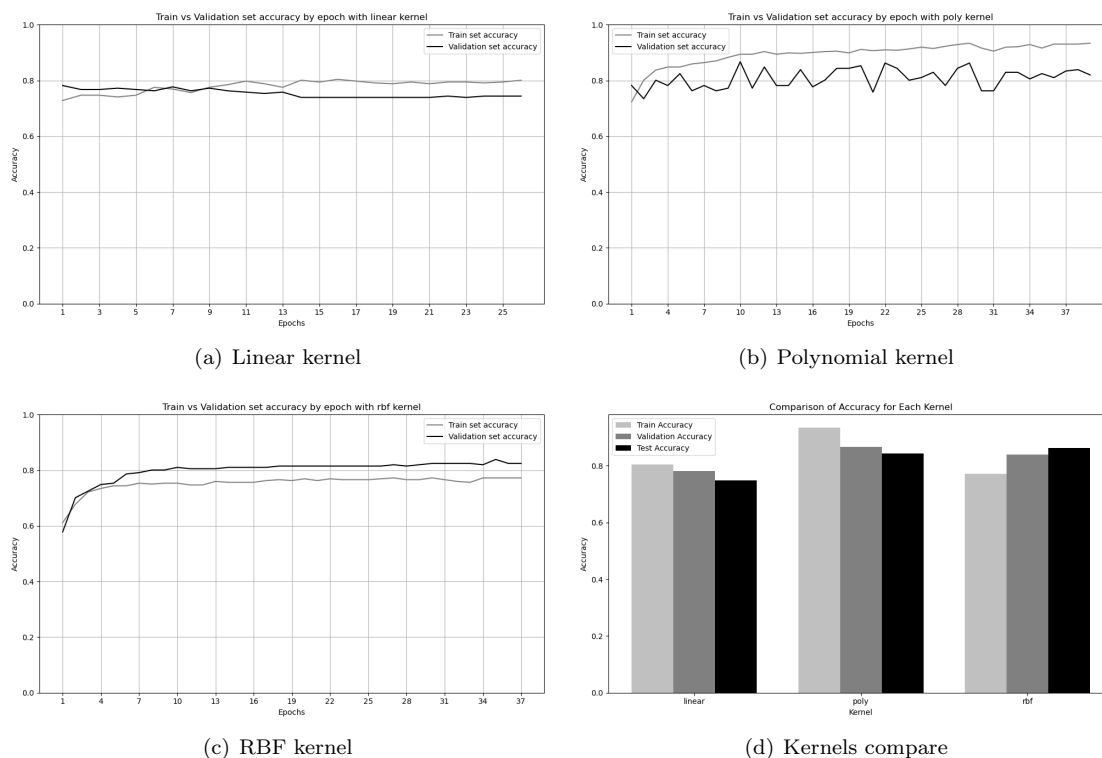 Train vs Validation set accuracy by epoch with linear kernel
1.0
0.8
0.6
0.4
0.2
0.0
Accuracy
Train set accuracy
Validation set accuracy
1 3 5 7 9 11 13 15 17 19 21 23 25
Epochs
(a) Linear kernel
Train vs Validation set accuracy by epoch with poly kernel
1.0
0.8
0.6
0.4
0.2
0.0
Accuracy
Train set accuracy
Validation set accuracy
1 4 7 10 13 16 19 22 25 28 31 34 37
Epochs
(b) Polynomial kernel
Train vs Validation set accuracy by epoch with rbf kernel
1.0
0.8
0.6
0.4
0.2
0.0
Accuracy
Train set accuracy
Validation set accuracy
1 4 7 10 13 16 19 22 25 28 31 34 37
Epochs
(c) RBF kernel
Comparison of Accuracy for Each Kernel
0.8
0.6
0.4
0.2
0.0
Accuracy
Train Accuracy
Validation Accuracy
Test Accuracy
linear poly rbf
Kernel
(d) Kernels compare